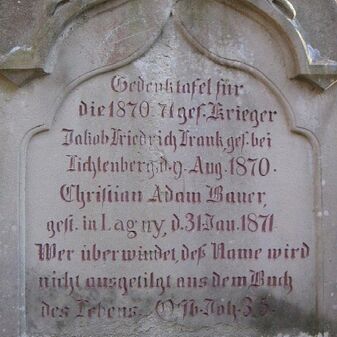 Gedenktafel für
die 1870-71 gef. Krieger
Jakob Friedrich Frank, gef. bei
Lichtenberg, d. 9. Aug. 1870.
Christian Adam Bauer,
gest. in Lagny, d. 31. Jan. 1871.
Wer überwindet, deß Name wird
nicht ausgetilgt aus dem Buch
des Lebens. Off. Joh. 3, 5.